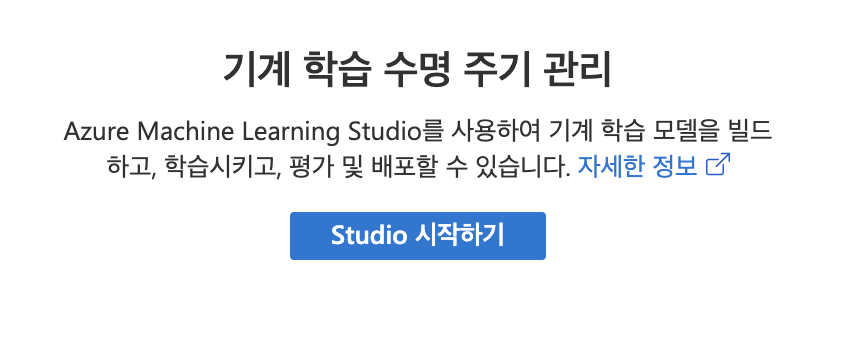 기계 학습 수명 주기 관리
Azure Machine Learning Studio를 사용하여 기계 학습 모델을 빌드
하고, 학습시키고, 평가 및 배포할 수 있습니다. 자세한 정보
Studio 시작하기